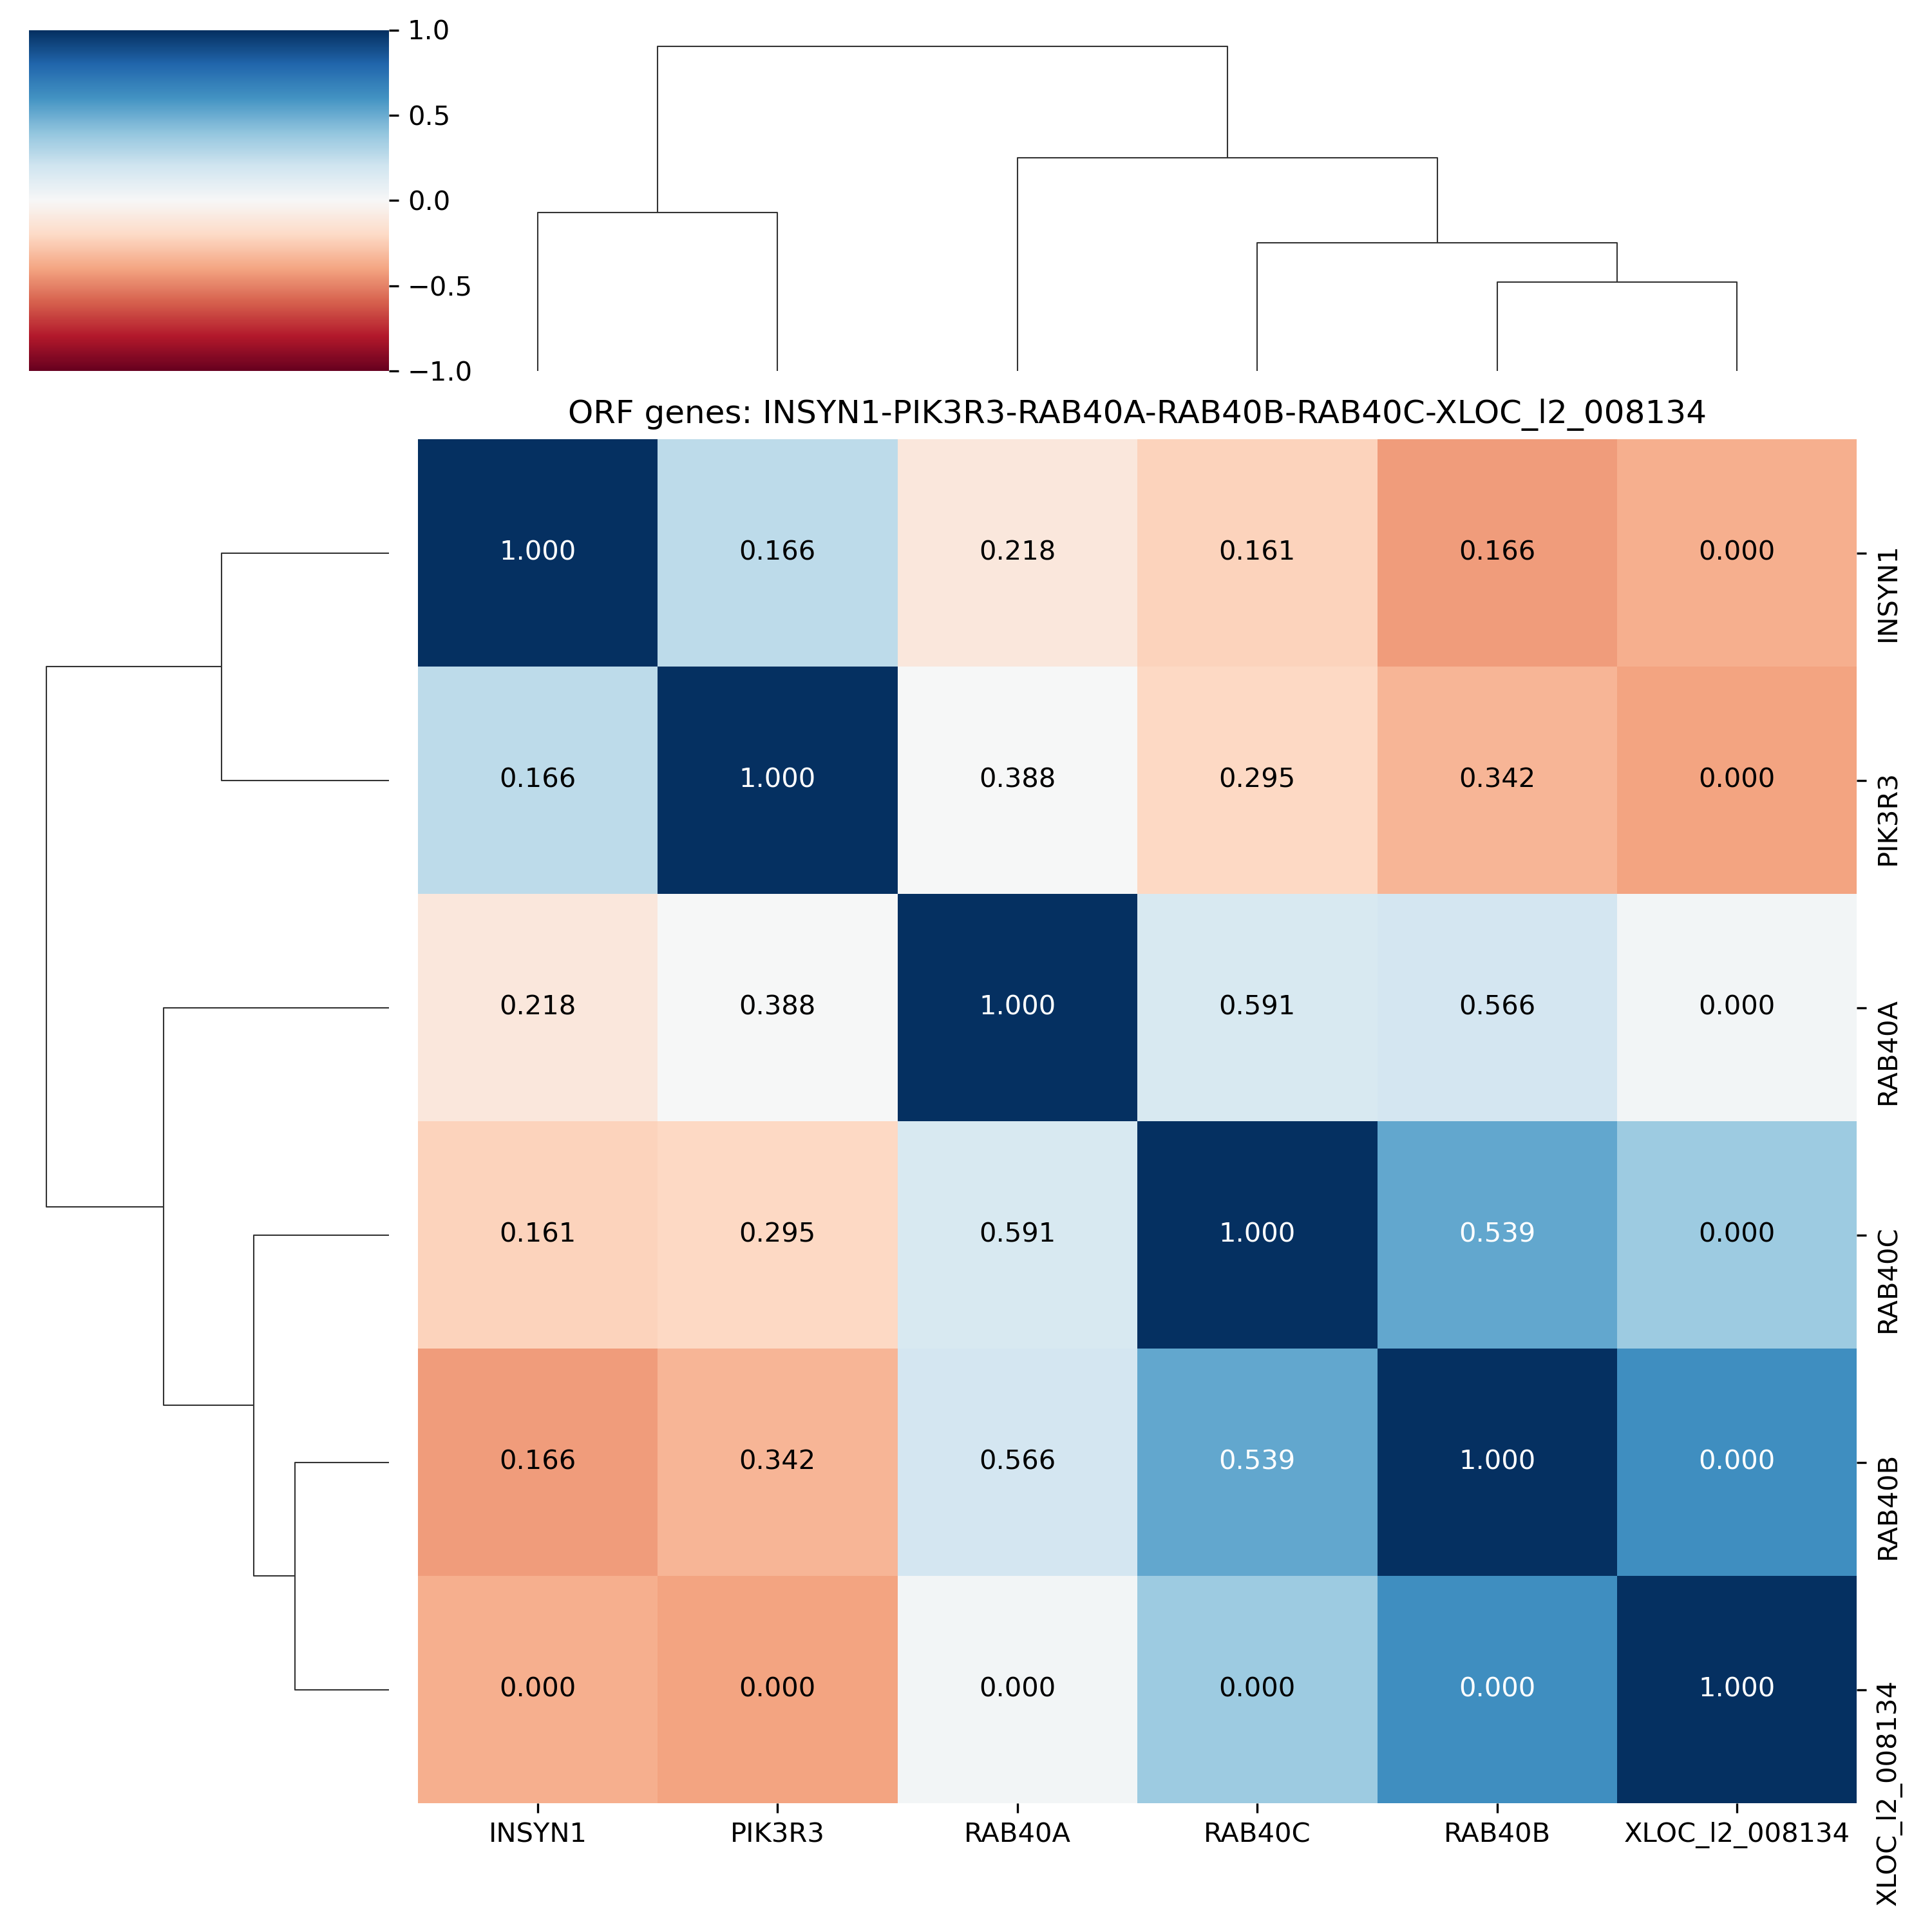 1.0
0.5
0.0
−0.5
−1.0
ORF genes: INSYN1-PIK3R3-RAB40A-RAB40B-RAB40C-XLOC_l2_008134
1.000 0.166 0.218 0.161 0.166 0.000 INSYN1
0.166 1.000 0.388 0.295 0.342 0.000 PIK3R3
0.218 0.388 1.000 0.591 0.566 0.000 RAB40A
0.161 0.295 0.591 1.000 0.539 0.000 RAB40C
0.166 0.342 0.566 0.539 1.000 0.000 RAB40B
0.000 0.000 0.000 0.000 0.000 1.000 XLOC_l2_008134
INSYN1 PIK3R3 RAB40A RAB40C RAB40B XLOC_l2_008134